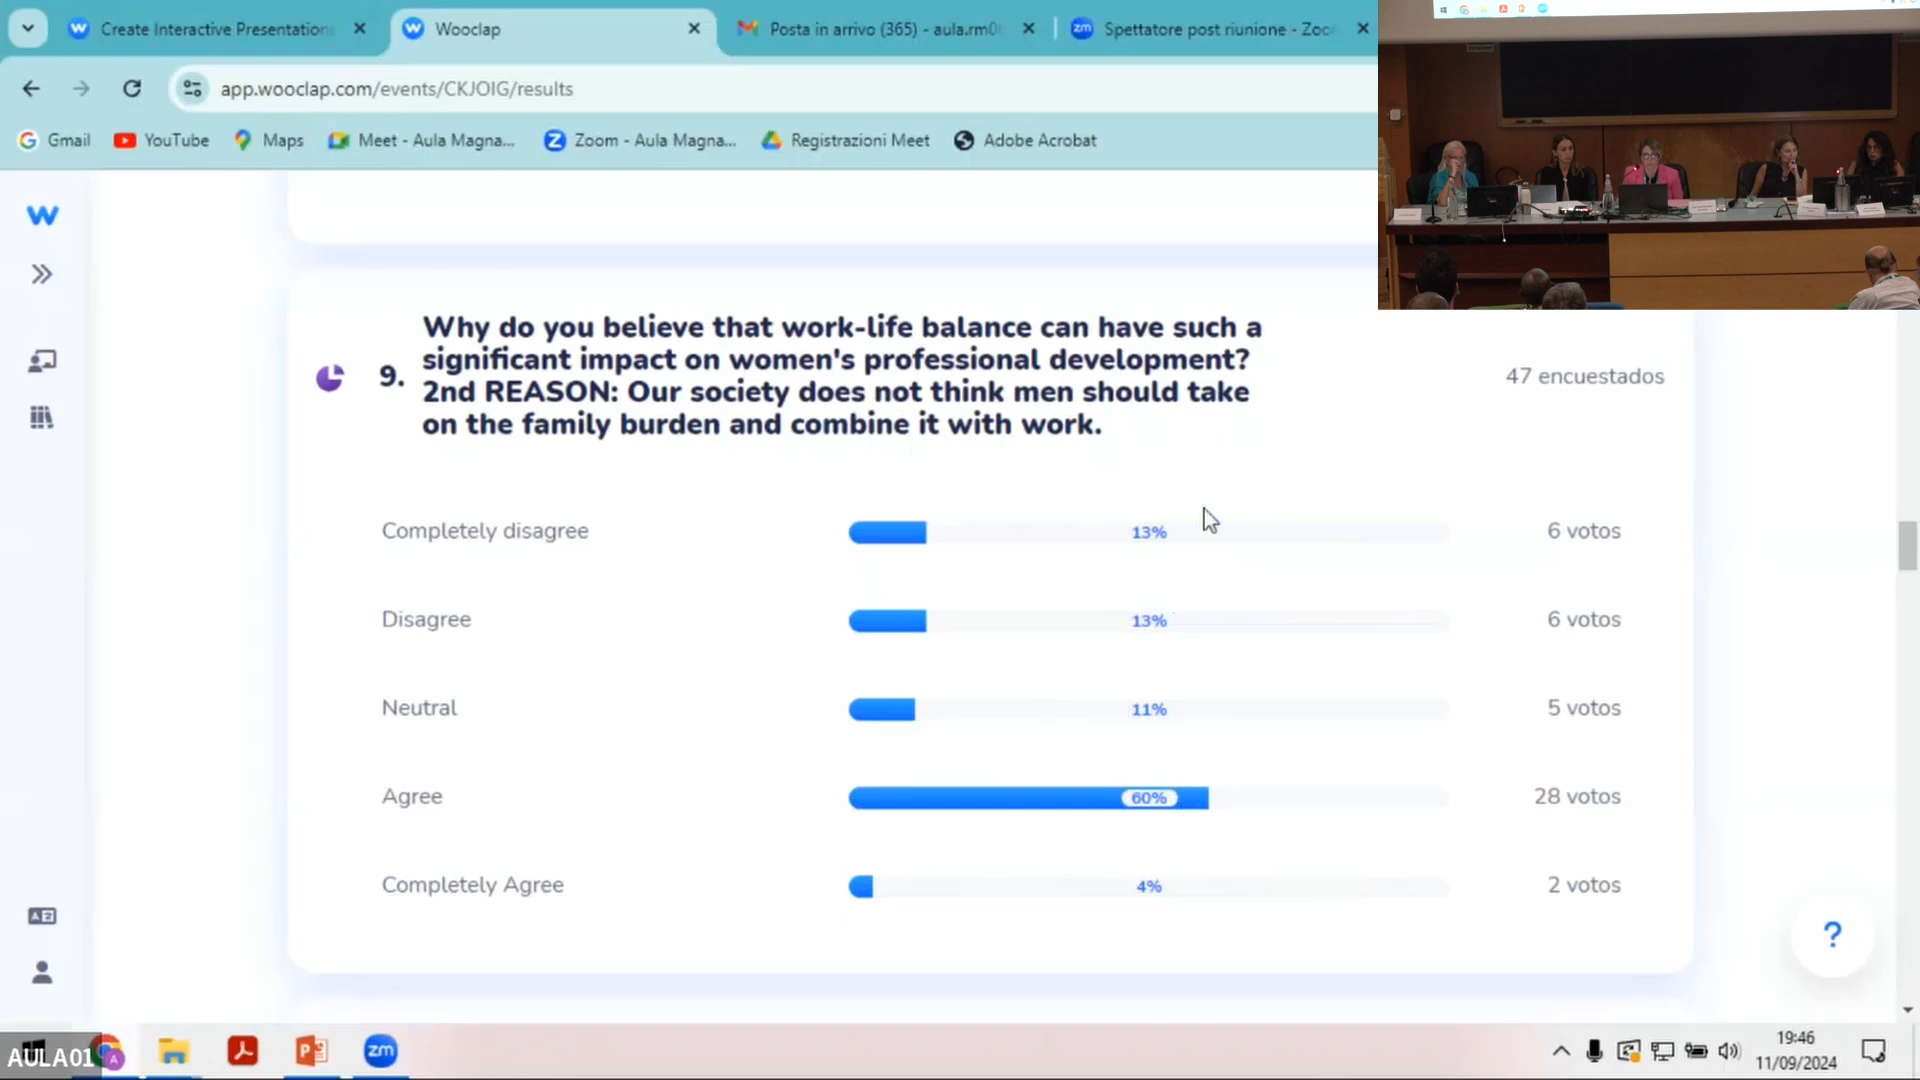 Create Interactive Presentation
Wooclap
Posta in arrivo (365) - aula.rm0
Spettatore post riunione - Zoo
app.wooclap.com/events/CKJOIG/results
Gmail
YouTube
Maps
Meet - Aula Magna...
Zoom - Aula Magna...
Registrazioni Meet
Adobe Acrobat
9.
Why do you believe that work-life balance can have such a
significant impact on women's professional development?
2nd REASON: Our society does not think men should take
on the family burden and combine it with work.
47 encuestados
Completely disagree 13% 6 votos
Disagree 13% 6 votos
Neutral 11% 5 votos
Agree 60% 28 votos
Completely Agree 4% 2 votos
?
AULA01
zm
19:46
11/09/2024